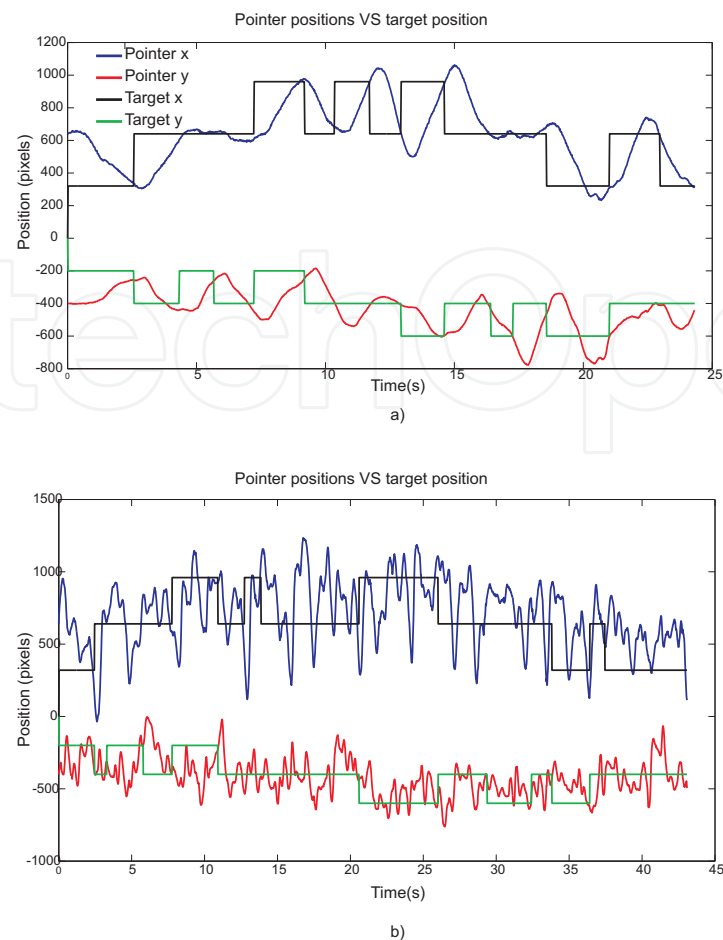 Pointer positions VS target position
1200
1000
800
600
400
200
0
-200
-400
-600
-800
Position (pixels)
Pointer x
Pointer y
Target x
Target y
0
5
10
15
20
25
Time(s)
a)
techOp
Pointer positions VS target position
1500
1000
500
0
-500
-1000
Position (pixels)
0
5
10
15
20
25
30
35
40
45
Time(s)
b)